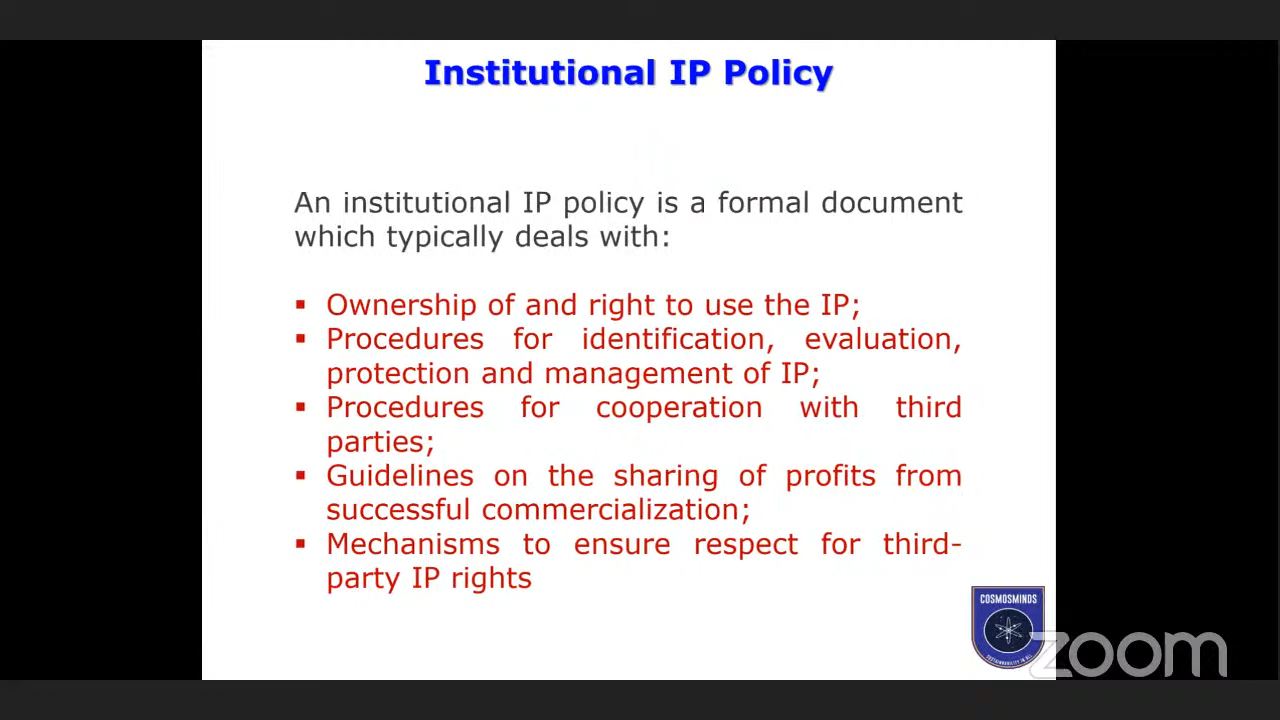 Institutional IP Policy
An institutional IP policy is a formal document
which typically deals with:
▪ Ownership of and right to use the IP;
▪ Procedures for identification, evaluation,
protection and management of IP;
▪ Procedures for cooperation with third
parties;
▪ Guidelines on the sharing of profits from
successful commercialization;
▪ Mechanisms to ensure respect for third-
party IP rights
COSMOSMINDS
SUSTAINABILITY IN ALL
zoom